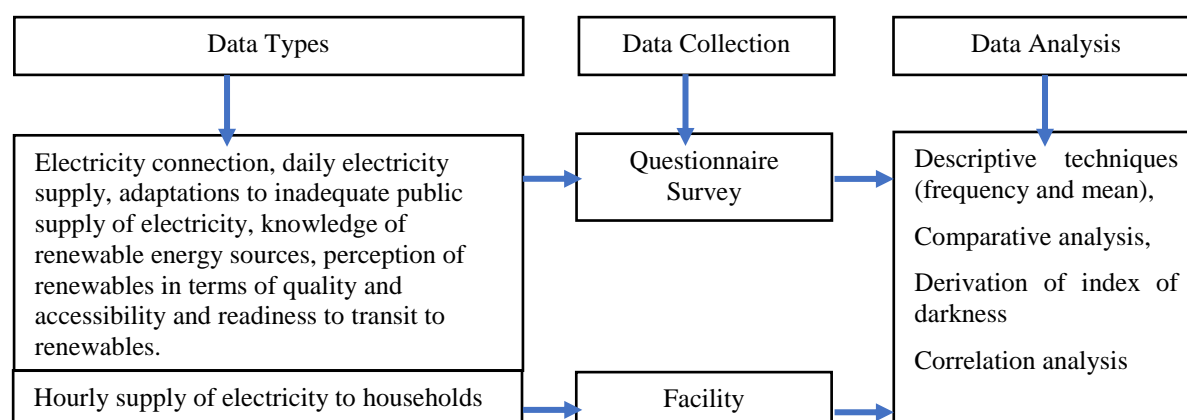 Data Types
Data Collection
Data Analysis
Electricity connection, daily electricity
supply, adaptations to inadequate public
supply of electricity, knowledge of
renewable energy sources, perception of
renewables in terms of quality and
accessibility and readiness to transit to
renewables.
Questionnaire
Survey
Descriptive techniques
(frequency and mean),
Comparative analysis,
Derivation of index of
darkness
Correlation analysis
Hourly supply of electricity to households
Facility